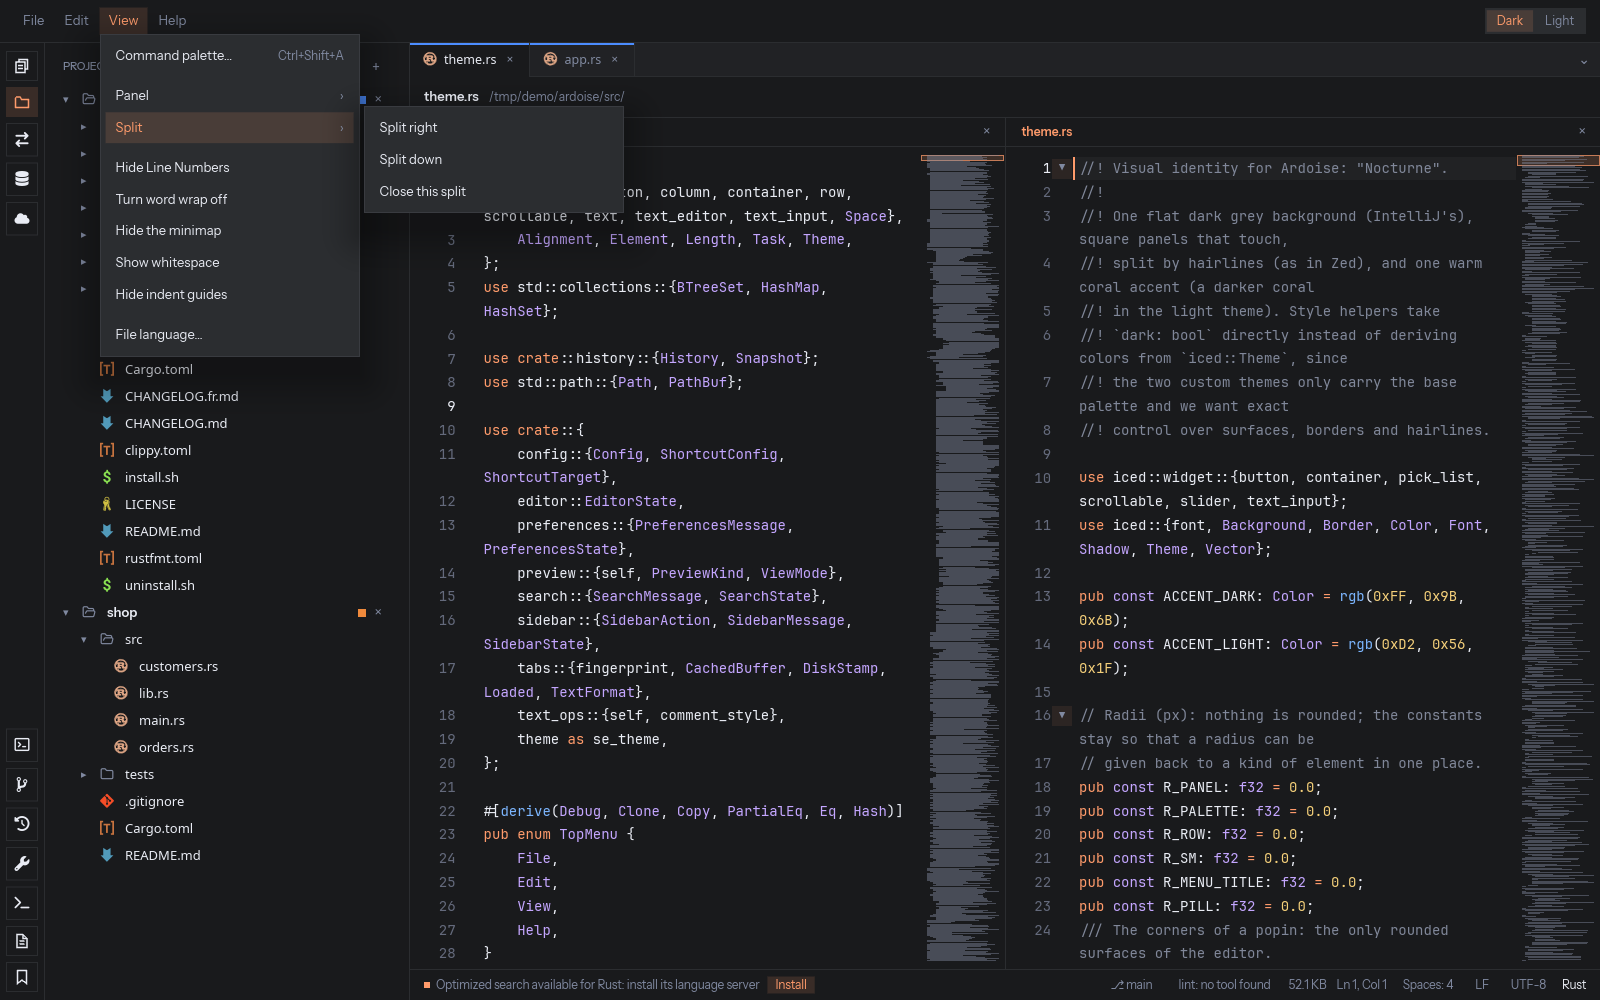 File Edit View Help Dark Light
Command palette... Ctrl+Shift+A
Panel
Split
Hide Line Numbers
Turn word wrap off
Hide the minimap
Show whitespace
Hide indent guides
File language...
Split right
Split down
Close this split
Cargo.toml
CHANGELOG.fr.md
CHANGELOG.md
clippy.toml
install.sh
LICENSE
README.md
rustfmt.toml
uninstall.sh
shop
src
customers.rs
lib.rs
main.rs
orders.rs
tests
.gitignore
Cargo.toml
README.md
theme.rs × app.rs ×
theme.rs /tmp/demo/ardoise/src/
column, container, row,
scrollable, text, text_editor, text_input, Space},
3 Alignment, Element, Length, Task, Theme,
4 };
5 use std::collections::{BTreeSet, HashMap,
HashSet};
6
7 use crate::history::{History, Snapshot};
8 use std::path::{Path, PathBuf};
9
10 use crate::{
11 config::{Config, ShortcutConfig,
ShortcutTarget},
12 editor::EditorState,
13 preferences::{PreferencesMessage,
PreferencesState},
14 preview::{self, PreviewKind, ViewMode},
15 search::{SearchMessage, SearchState},
16 sidebar::{SidebarAction, SidebarMessage,
SidebarState},
17 tabs::{fingerprint, CachedBuffer, DiskStamp,
Loaded, TextFormat},
18 text_ops::{self, comment_style},
19 theme as se_theme,
20 };
21
22 #[derive(Debug, Clone, Copy, PartialEq, Eq, Hash)]
23 pub enum TopMenu {
24 File,
25 Edit,
26 View,
27 Help,
28 }
theme.rs ×
1 //! Visual identity for Ardoise: "Nocturne".
2 //!
3 //! One flat dark grey background (IntelliJ's),
square panels that touch,
4 //! split by hairlines (as in Zed), and one warm
coral accent (a darker coral
5 //! in the light theme). Style helpers take
6 //! `dark: bool` directly instead of deriving
colors from `iced::Theme`, since
7 //! the two custom themes only carry the base
palette and we want exact
8 //! control over surfaces, borders and hairlines.
9
10 use iced::widget::{button, container, pick_list,
scrollable, slider, text_input};
11 use iced::{font, Background, Border, Color, Font,
Shadow, Theme, Vector};
12
13 pub const ACCENT_DARK: Color = rgb(0xFF, 0x9B,
0x6B);
14 pub const ACCENT_LIGHT: Color = rgb(0xD2, 0x56,
0x1F);
15
16 // Radii (px): nothing is rounded; the constants
stay so that a radius can be
17 // given back to a kind of element in one place.
18 pub const R_PANEL: f32 = 0.0;
19 pub const R_PALETTE: f32 = 0.0;
20 pub const R_ROW: f32 = 0.0;
21 pub const R_SM: f32 = 0.0;
22 pub const R_MENU_TITLE: f32 = 0.0;
23 pub const R_PILL: f32 = 0.0;
24 /// The corners of a popin: the only rounded
surfaces of the editor.
Optimized search available for Rust: install its language server Install
main lint: no tool found 52.1 KB Ln 1, Col 1 Spaces: 4 LF UTF-8 Rust